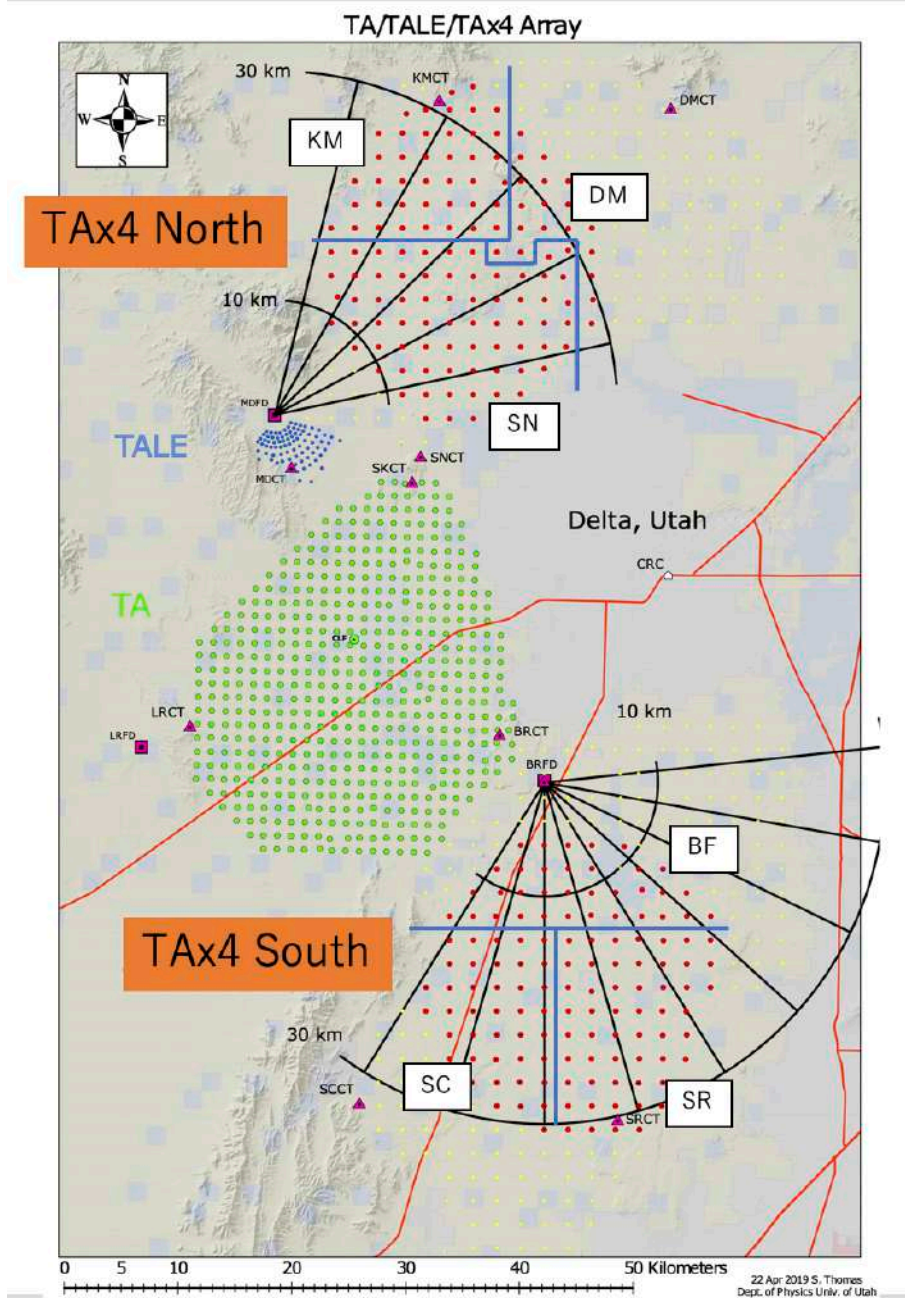 TA/TALE/TAx4 Array
30 km
KMCT
DMCT
N
W
E
S
KM
DM
TAx4 North
10 km
MDFD
SN
TALE
SNCT
SKCT
MDCT
Delta, Utah
CRC
TA
CLF
LRCT
10 km
LRFD
BRCT
BRFD
BF
TAx4 South
30 km
SC
SR
SCCT
SRCT
0 5 10 20 30 40 50 Kilometers
22 Apr 2019 S. Thomas
Dept. of Physics Univ. of Utah